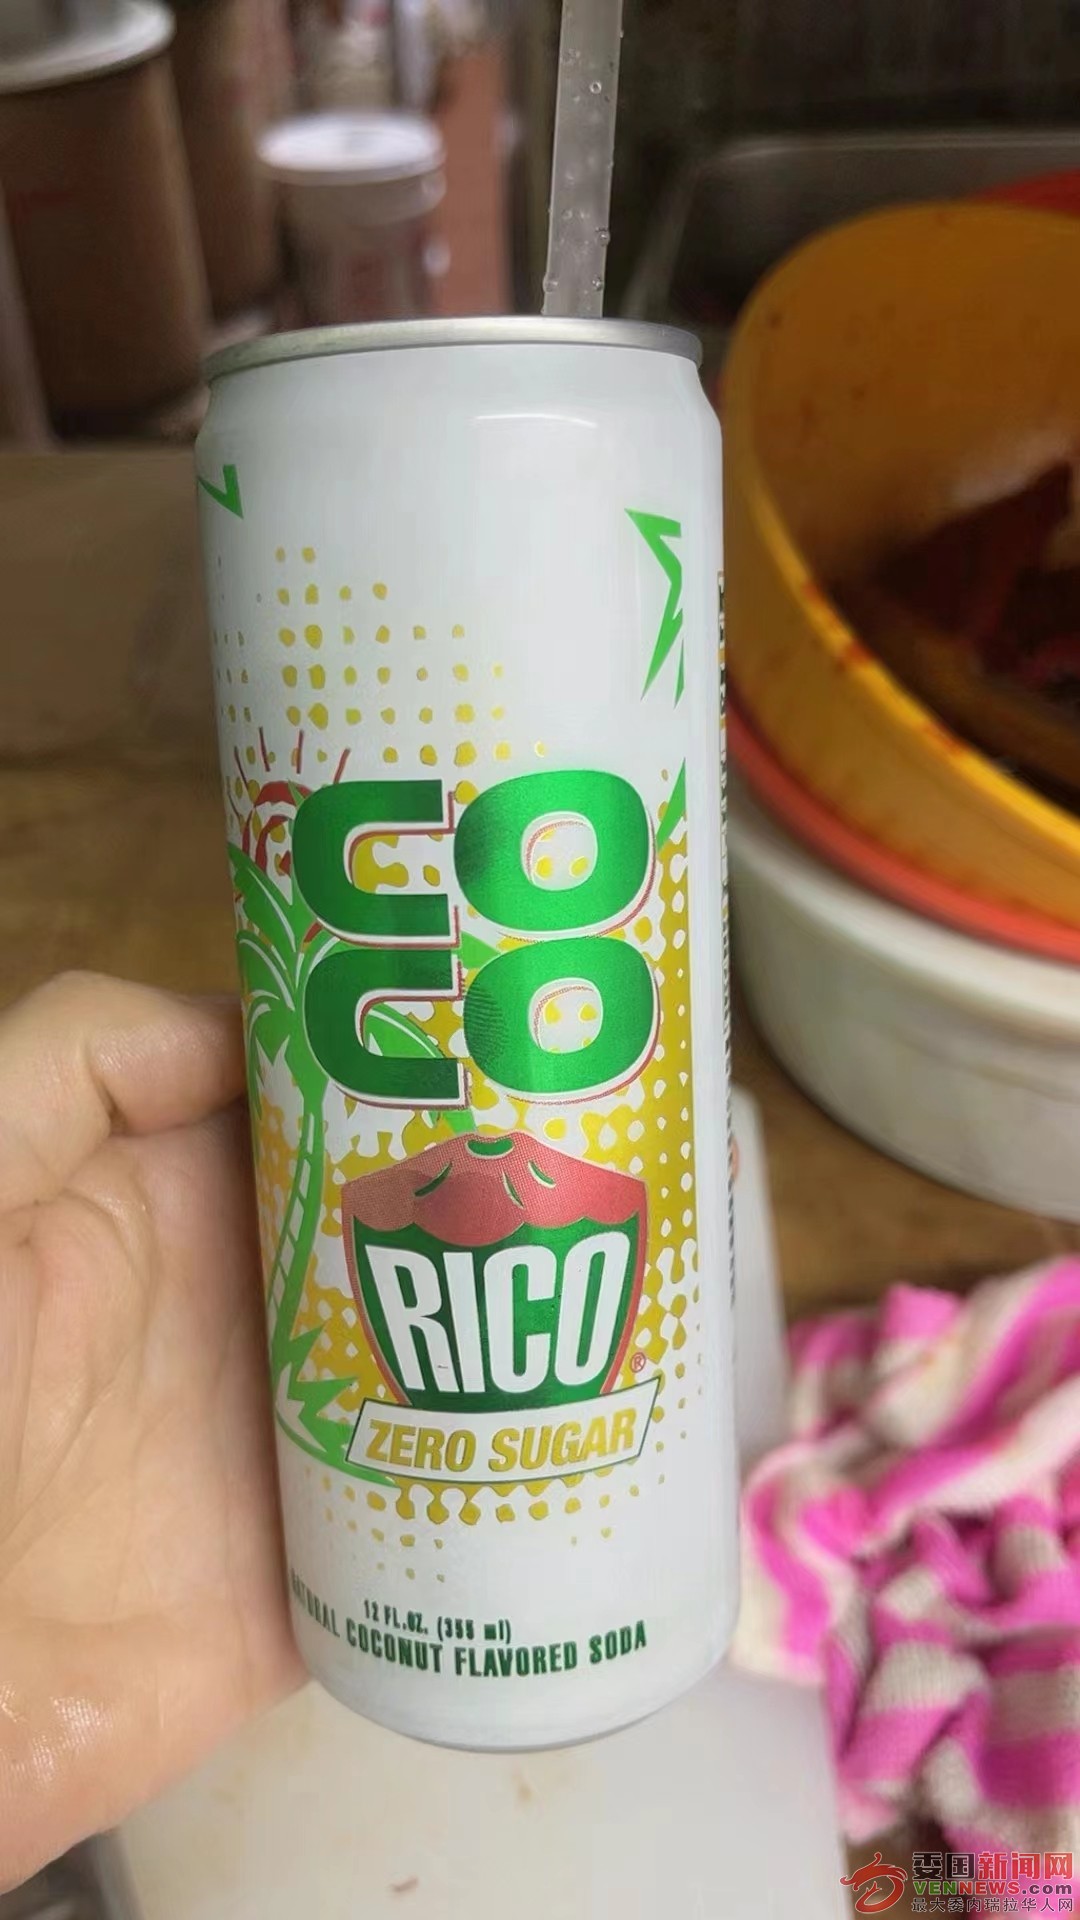 COCO
RICO®
ZERO SUGAR
12 FL.OZ. (355 ml)
NATURAL COCONUT FLAVORED SODA
委国新闻网
VENNEWS.com
最大委内瑞拉华人网